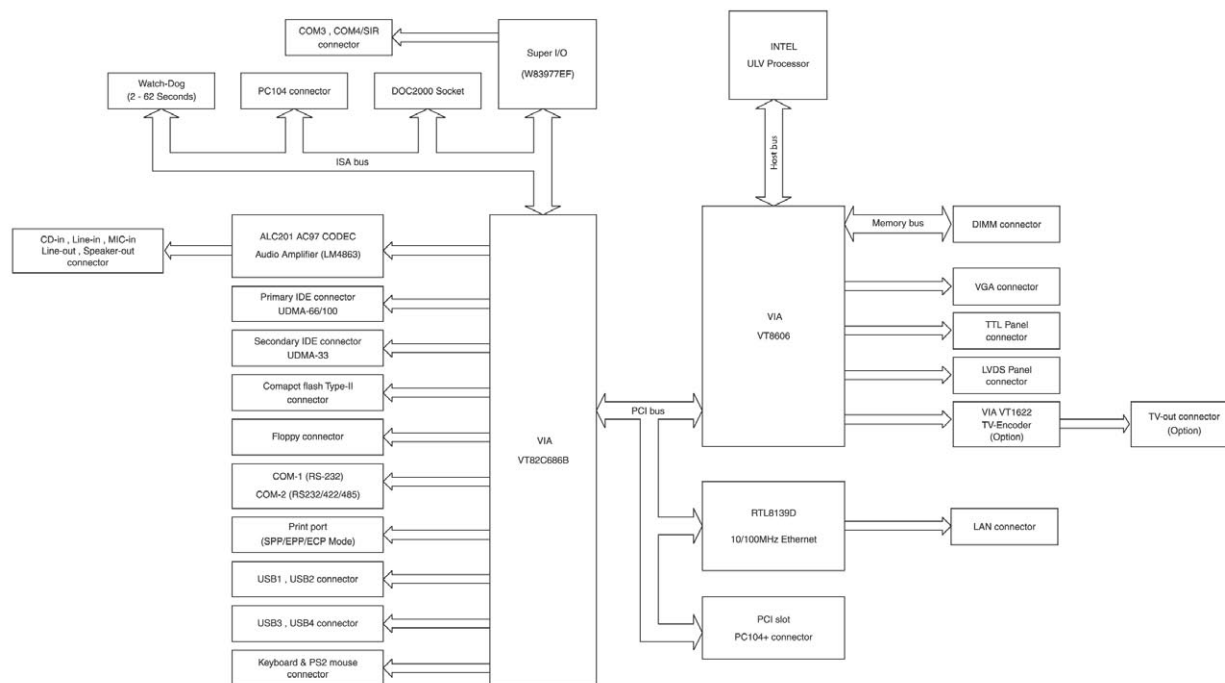 COM3 , COM4/SIR
connector
Super I/O
(W83977EF)
INTEL
ULV Processor
Watch-Dog
(2 - 62 Seconds)
PC104 connector
DOC2000 Socket
ISA bus
Host bus
CD-in , Line-in , MIC-in
Line-out , Speaker-out
connector
ALC201 AC97 CODEC
Audio Amplifier (LM4863)
Primary IDE connector
UDMA-66/100
Secondary IDE connector
UDMA-33
Comapct flash Type-II
connector
Floppy connector
COM-1 (RS-232)
COM-2 (RS232/422/485)
Print port
(SPP/EPP/ECP Mode)
USB1 , USB2 connector
USB3 , USB4 connector
Keyboard & PS2 mouse
connector
VIA
VT82C686B
PCI bus
VIA
VT8606
Memory bus
DIMM connector
VGA connector
TTL Panel
connector
LVDS Panel
connector
VIA VT1622
TV-Encoder
(Option)
TV-out connector
(Option)
RTL8139D
10/100MHz Ethernet
LAN connector
PCI slot
PC104+ connector